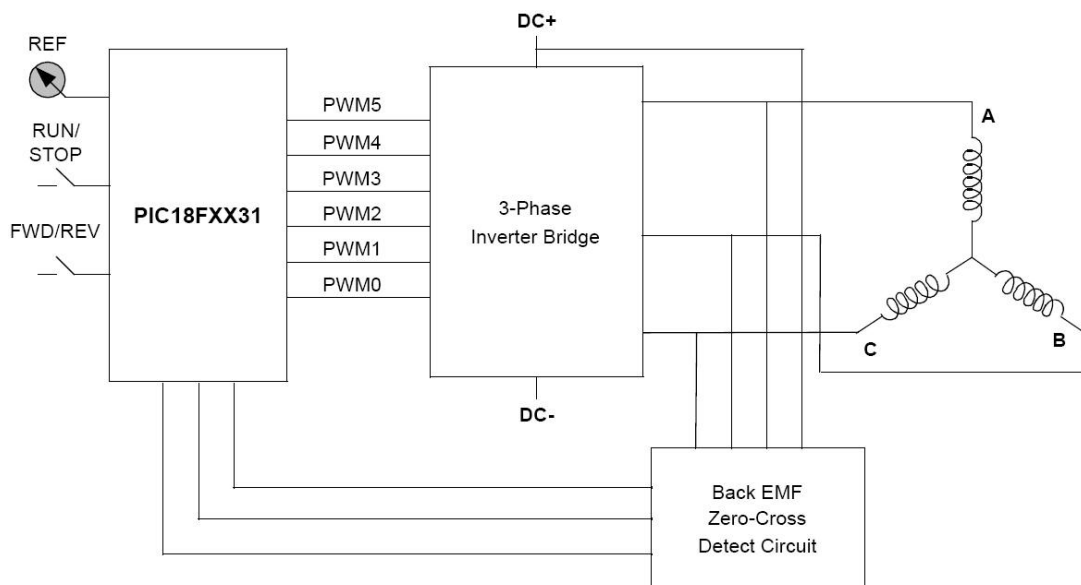 DC+
REF
PWM5
A
RUN/
STOP
PWM4
PWM3
PIC18FXX31
3-Phase
PWM2
FWD/REV
Inverter Bridge
PWM1
PWM0
C
B
DC-
Back EMF
Zero-Cross
Detect Circuit